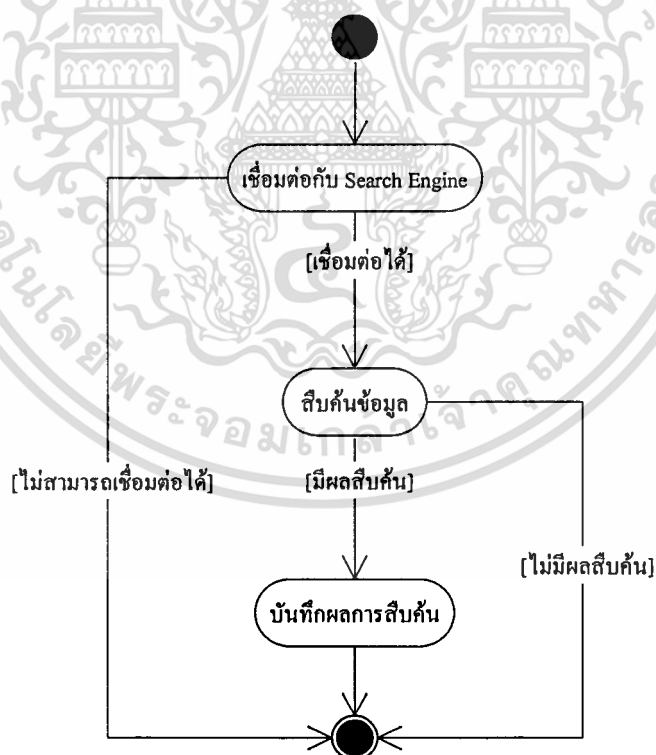 เชื่อมต่อกับ Search Engine
[เชื่อมต่อได้]
สืบค้นข้อมูล
[ไม่สามารถเชื่อมต่อได้]
[มีผลสืบค้น]
[ไม่มีผลสืบค้น]
บันทึกผลการสืบค้น